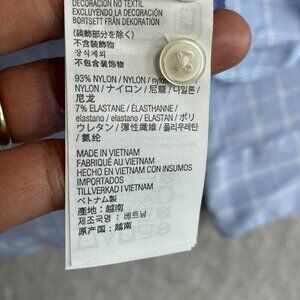 DECORACIÓN NO TEXTIL
EXCLUYENDO LA DECORACIÓN
BORTSETT FRÅN DEKORATION
(装飾部分を除く)
不含裝飾物
장식제외
不包含装饰物
93% NYLON / NYLON / nylon
NYLON / ナイロン / 尼龍 / 나일론 /
尼龙
7% ELASTANE / ÉLASTHANNE /
elastano / elastano / ELASTAN / ポリ
ウレタン / 彈性纖維 / 폴리우레탄
/ 氨纶
MADE IN VIETNAM
FABRIQUÉ AU VIETNAM
HECHO EN VIETNAM CON INSUMOS
IMPORTADOS
TILLVERKAD I VIETNAM
ベトナム製
產地: 越南
제조국: 베트남
原产国: 越南